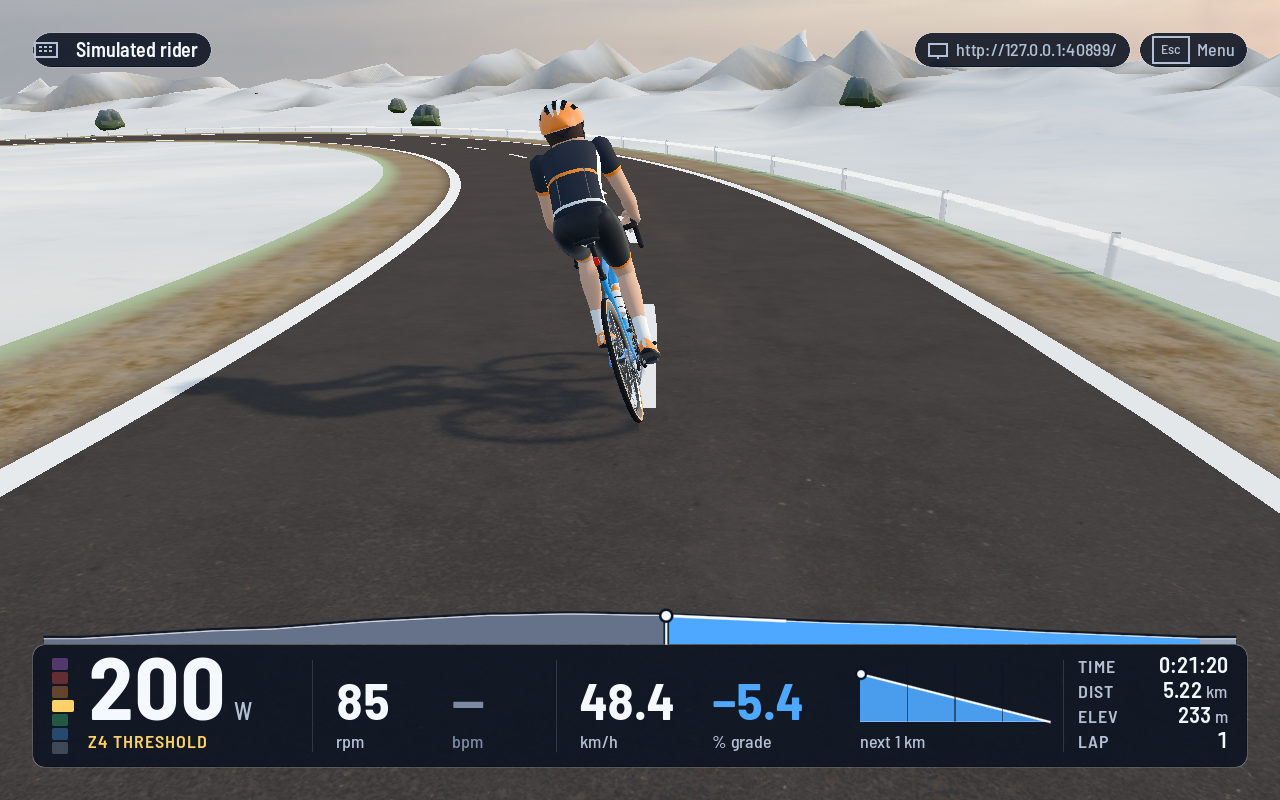 Simulated rider
http://127.0.0.1:40899/
Esc Menu
200 W
Z4 THRESHOLD
85
rpm
—
bpm
48.4
km/h
−5.4
% grade
next 1 km
TIME 0:21:20
DIST 5.22 km
ELEV 233 m
LAP 1